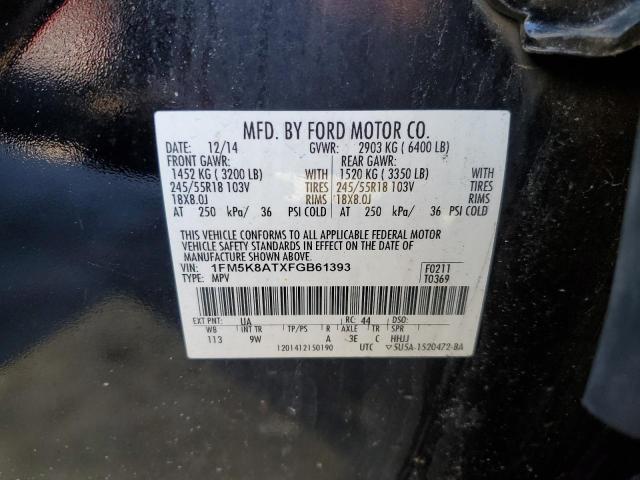 MFD. BY FORD MOTOR CO.
DATE: 12/14 GVWR: 2903 KG ( 6400 LB)
FRONT GAWR: REAR GAWR:
1452 KG ( 3200 LB) WITH 1520 KG ( 3350 LB) WITH
245/55R18 103V TIRES 245/55R18 103V TIRES
18X8.0J RIMS 18X8.0J RIMS
AT 250 kPa/ 36 PSI COLD AT 250 kPa/ 36 PSI COLD
THIS VEHICLE CONFORMS TO ALL APPLICABLE FEDERAL MOTOR
VEHICLE SAFETY STANDARDS IN EFFECT ON THE DATE OF
MANUFACTURE SHOWN ABOVE.
VIN: 1FM5K8ATXFGB61393 F0211
TYPE: MPV T0369
EXT PNT: UA RC: 44
WB INT TR TP/PS R AXLE TR SPR
113 9W A 3E C HHJJ
1201412150190 UTC 5U5A-1520472-BA